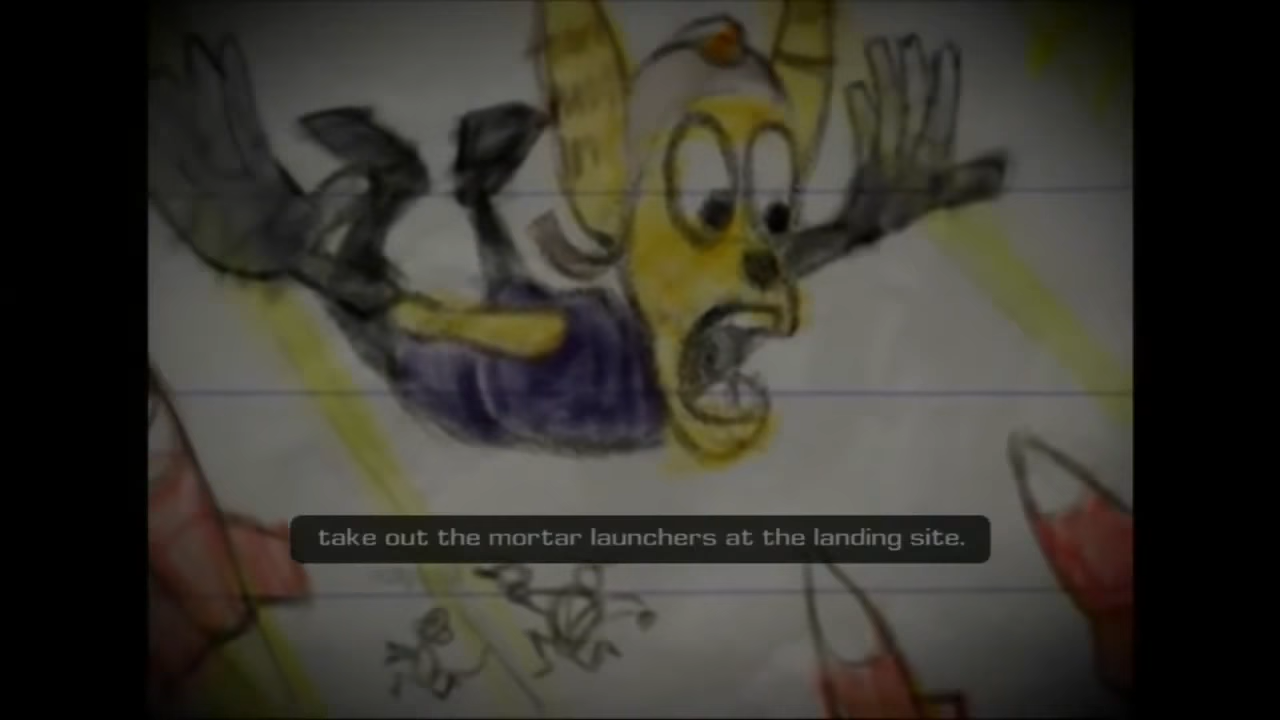 take out the mortar launchers at the landing site.